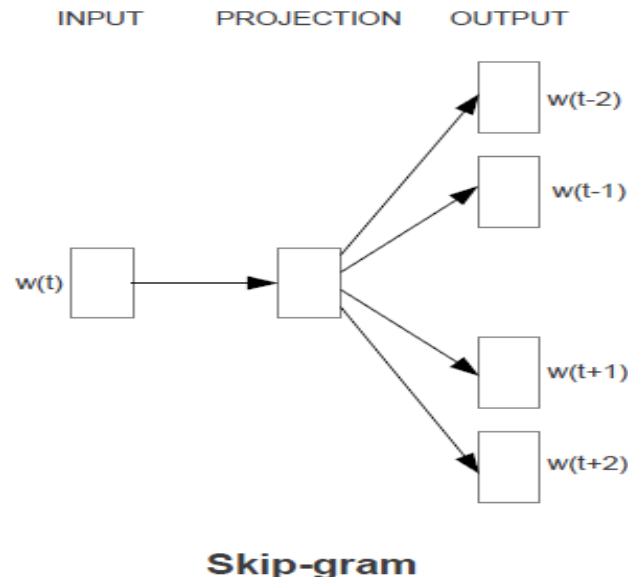 INPUT PROJECTION OUTPUT
w(t-2)
w(t-1)
w(t)
w(t+1)
w(t+2)
Skip-gram